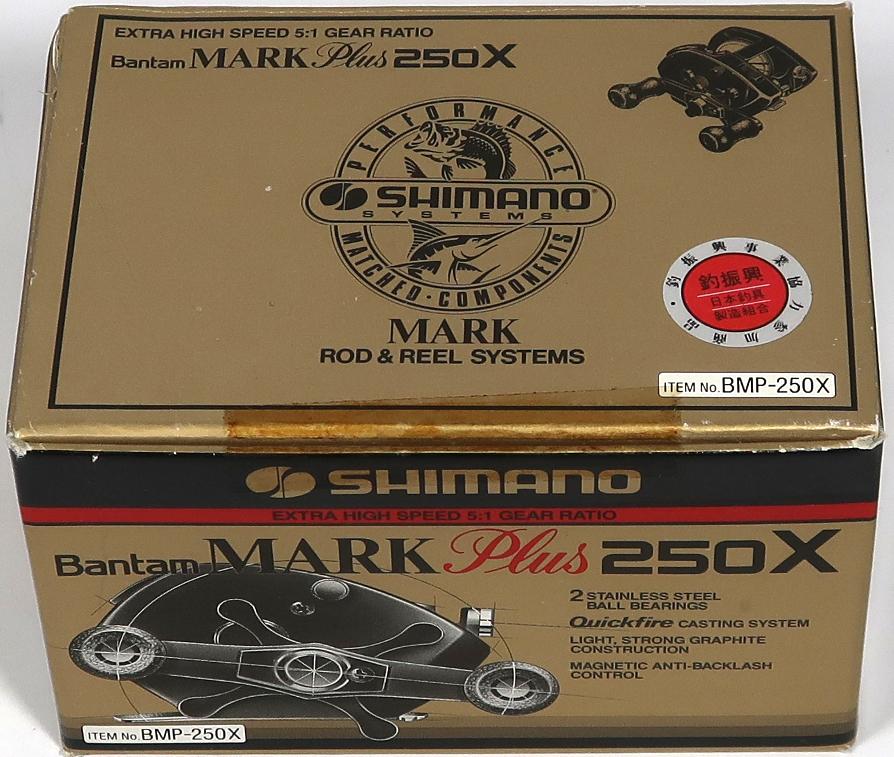 EXTRA HIGH SPEED 5:1 GEAR RATIO
Bantam MARK Plus 250X
PERFORMANCE
SHIMANO®
SYSTEMS
MATCHED · COMPONENTS
MARK
ROD & REEL SYSTEMS
釣振興
日本釣具
製造組合
ITEM No. BMP-250X
SHIMANO
EXTRA HIGH SPEED 5:1 GEAR RATIO
Bantam MARK Plus 250X
2 STAINLESS STEEL
BALL BEARINGS
Quickfire CASTING SYSTEM
LIGHT, STRONG GRAPHITE
CONSTRUCTION
MAGNETIC ANTI-BACKLASH
CONTROL
ITEM No. BMP-250X